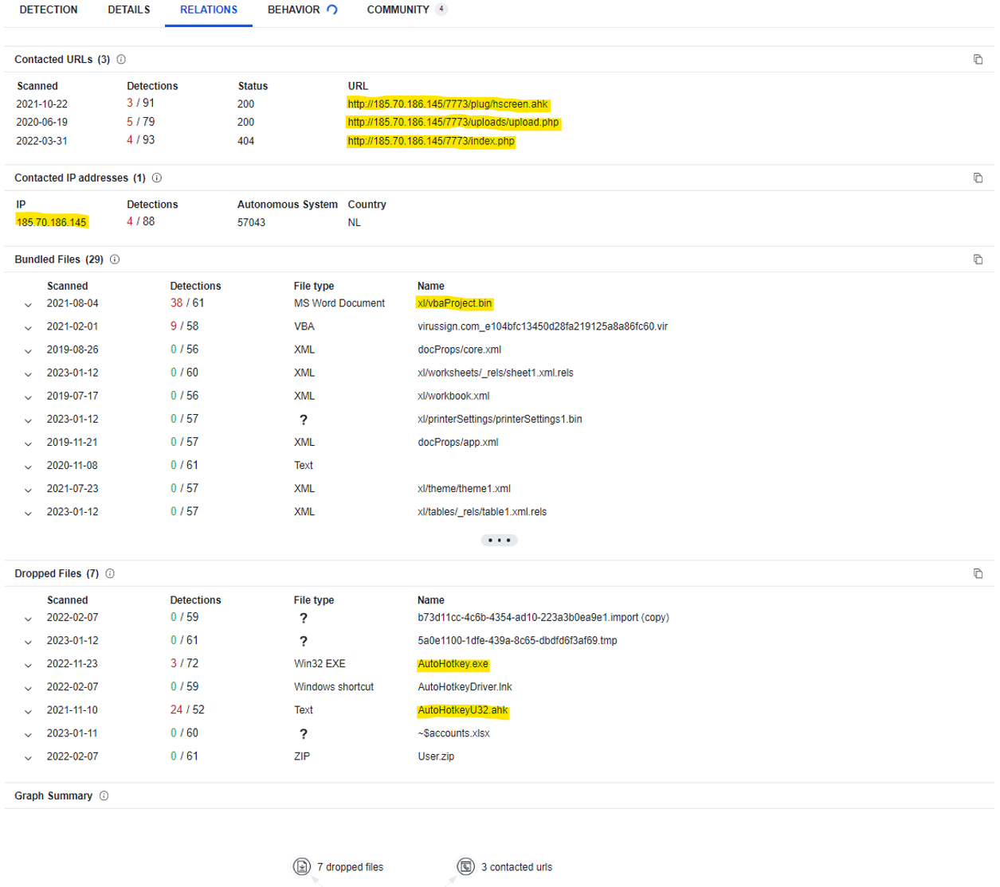 DETECTION DETAILS RELATIONS BEHAVIOR COMMUNITY 4
Contacted URLs (3)
Scanned Detections Status URL
2021-10-22 3 / 91 200 http://185.70.186.145/7773/plug/hscreen.ahk
2020-06-19 5 / 79 200 http://185.70.186.145/7773/uploads/upload.php
2022-03-31 4 / 93 404 http://185.70.186.145/7773/index.php
Contacted IP addresses (1)
IP Detections Autonomous System Country
185.70.186.145 4 / 88 57043 NL
Bundled Files (29)
Scanned Detections File type Name
2021-08-04 38 / 61 MS Word Document xl/vbaProject.bin
2021-02-01 9 / 58 VBA virussign.com_e104bfc13450d28fa219125a8a86fc60.vir
2019-08-26 0 / 56 XML docProps/core.xml
2023-01-12 0 / 60 XML xl/worksheets/_rels/sheet1.xml.rels
2019-07-17 0 / 56 XML xl/workbook.xml
2023-01-12 0 / 57 ? xl/printerSettings/printerSettings1.bin
2019-11-21 0 / 57 XML docProps/app.xml
2020-11-08 0 / 61 Text
2021-07-23 0 / 57 XML xl/theme/theme1.xml
2023-01-12 0 / 57 XML xl/tables/_rels/table1.xml.rels
Dropped Files (7)
Scanned Detections File type Name
2022-02-07 0 / 59 ? b73d11cc-4c6b-4354-ad10-223a3b0ea9e1.import (copy)
2023-01-12 0 / 61 ? 5a0e1100-1dfe-439a-8c65-dbdfd6f3af69.tmp
2022-11-23 3 / 72 Win32 EXE AutoHotkey.exe
2022-02-07 0 / 59 Windows shortcut AutoHotkeyDriver.lnk
2021-11-10 24 / 52 Text AutoHotkeyU32.ahk
2023-01-11 0 / 60 ? ~$accounts.xlsx
2022-02-07 0 / 61 ZIP User.zip
Graph Summary
7 dropped files 3 contacted urls